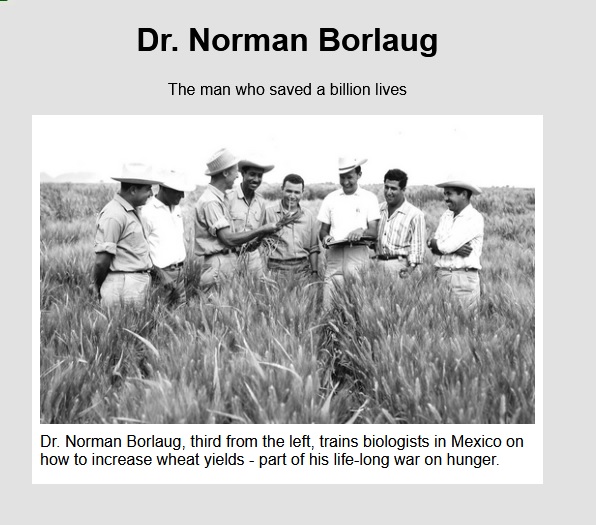 Dr. Norman Borlaug
The man who saved a billion lives
Dr. Norman Borlaug, third from the left, trains biologists in Mexico on
how to increase wheat yields - part of his life-long war on hunger.